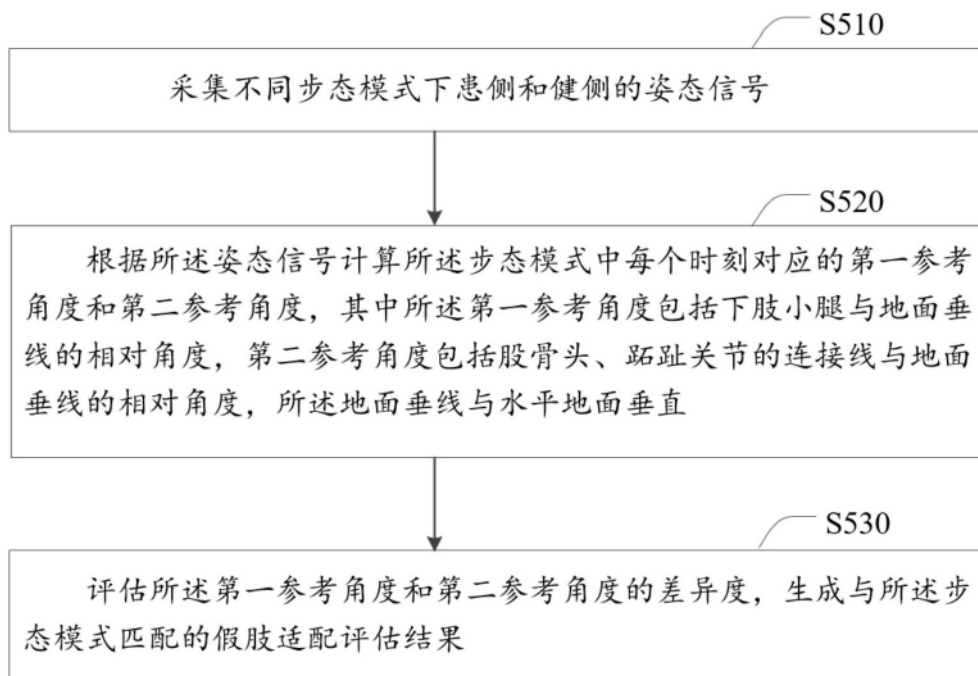 S510
采集不同步态模式下患侧和健侧的姿态信号
S520
根据所述姿态信号计算所述步态模式中每个时刻对应的第一参考
角度和第二参考角度，其中所述第一参考角度包括下肢小腿与地面垂
线的相对角度，第二参考角度包括股骨头、跖趾关节的连接线与地面
垂线的相对角度，所述地面垂线与水平地面垂直
S530
评估所述第一参考角度和第二参考角度的差异度，生成与所述步
态模式匹配的假肢适配评估结果